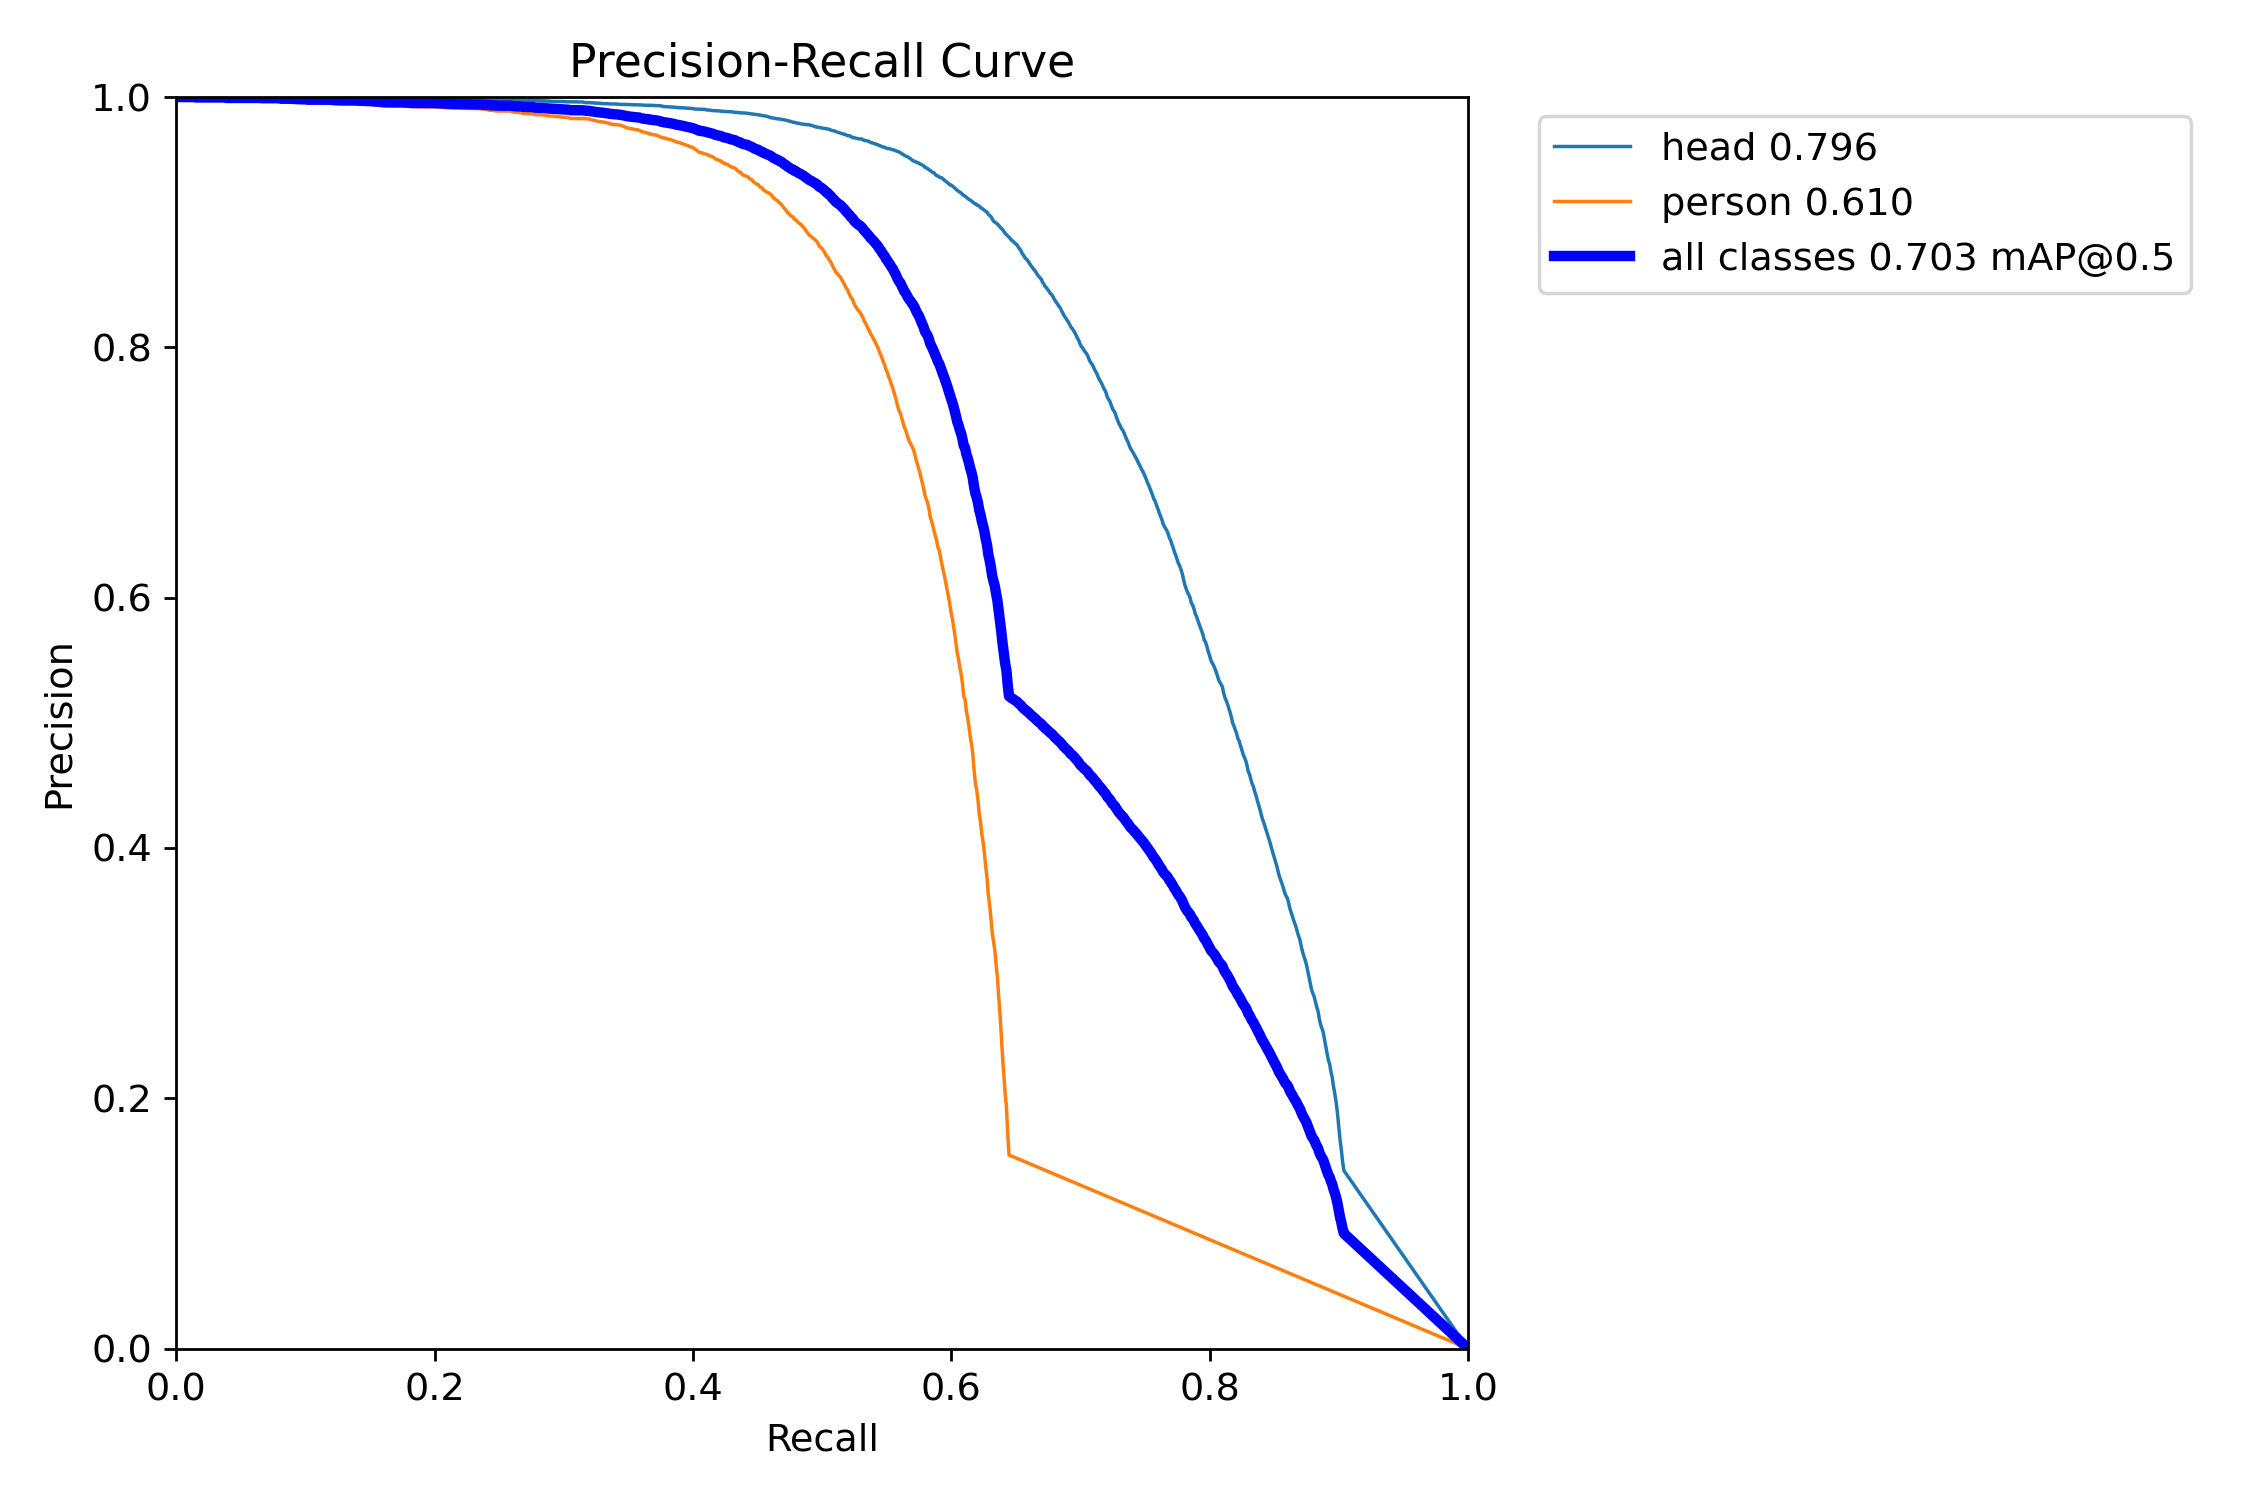 Precision-Recall Curve
1.0
0.8
0.6
0.4
0.2
0.0
Precision
0.0 0.2 0.4 0.6 0.8 1.0
Recall
head 0.796
person 0.610
all classes 0.703 mAP@0.5